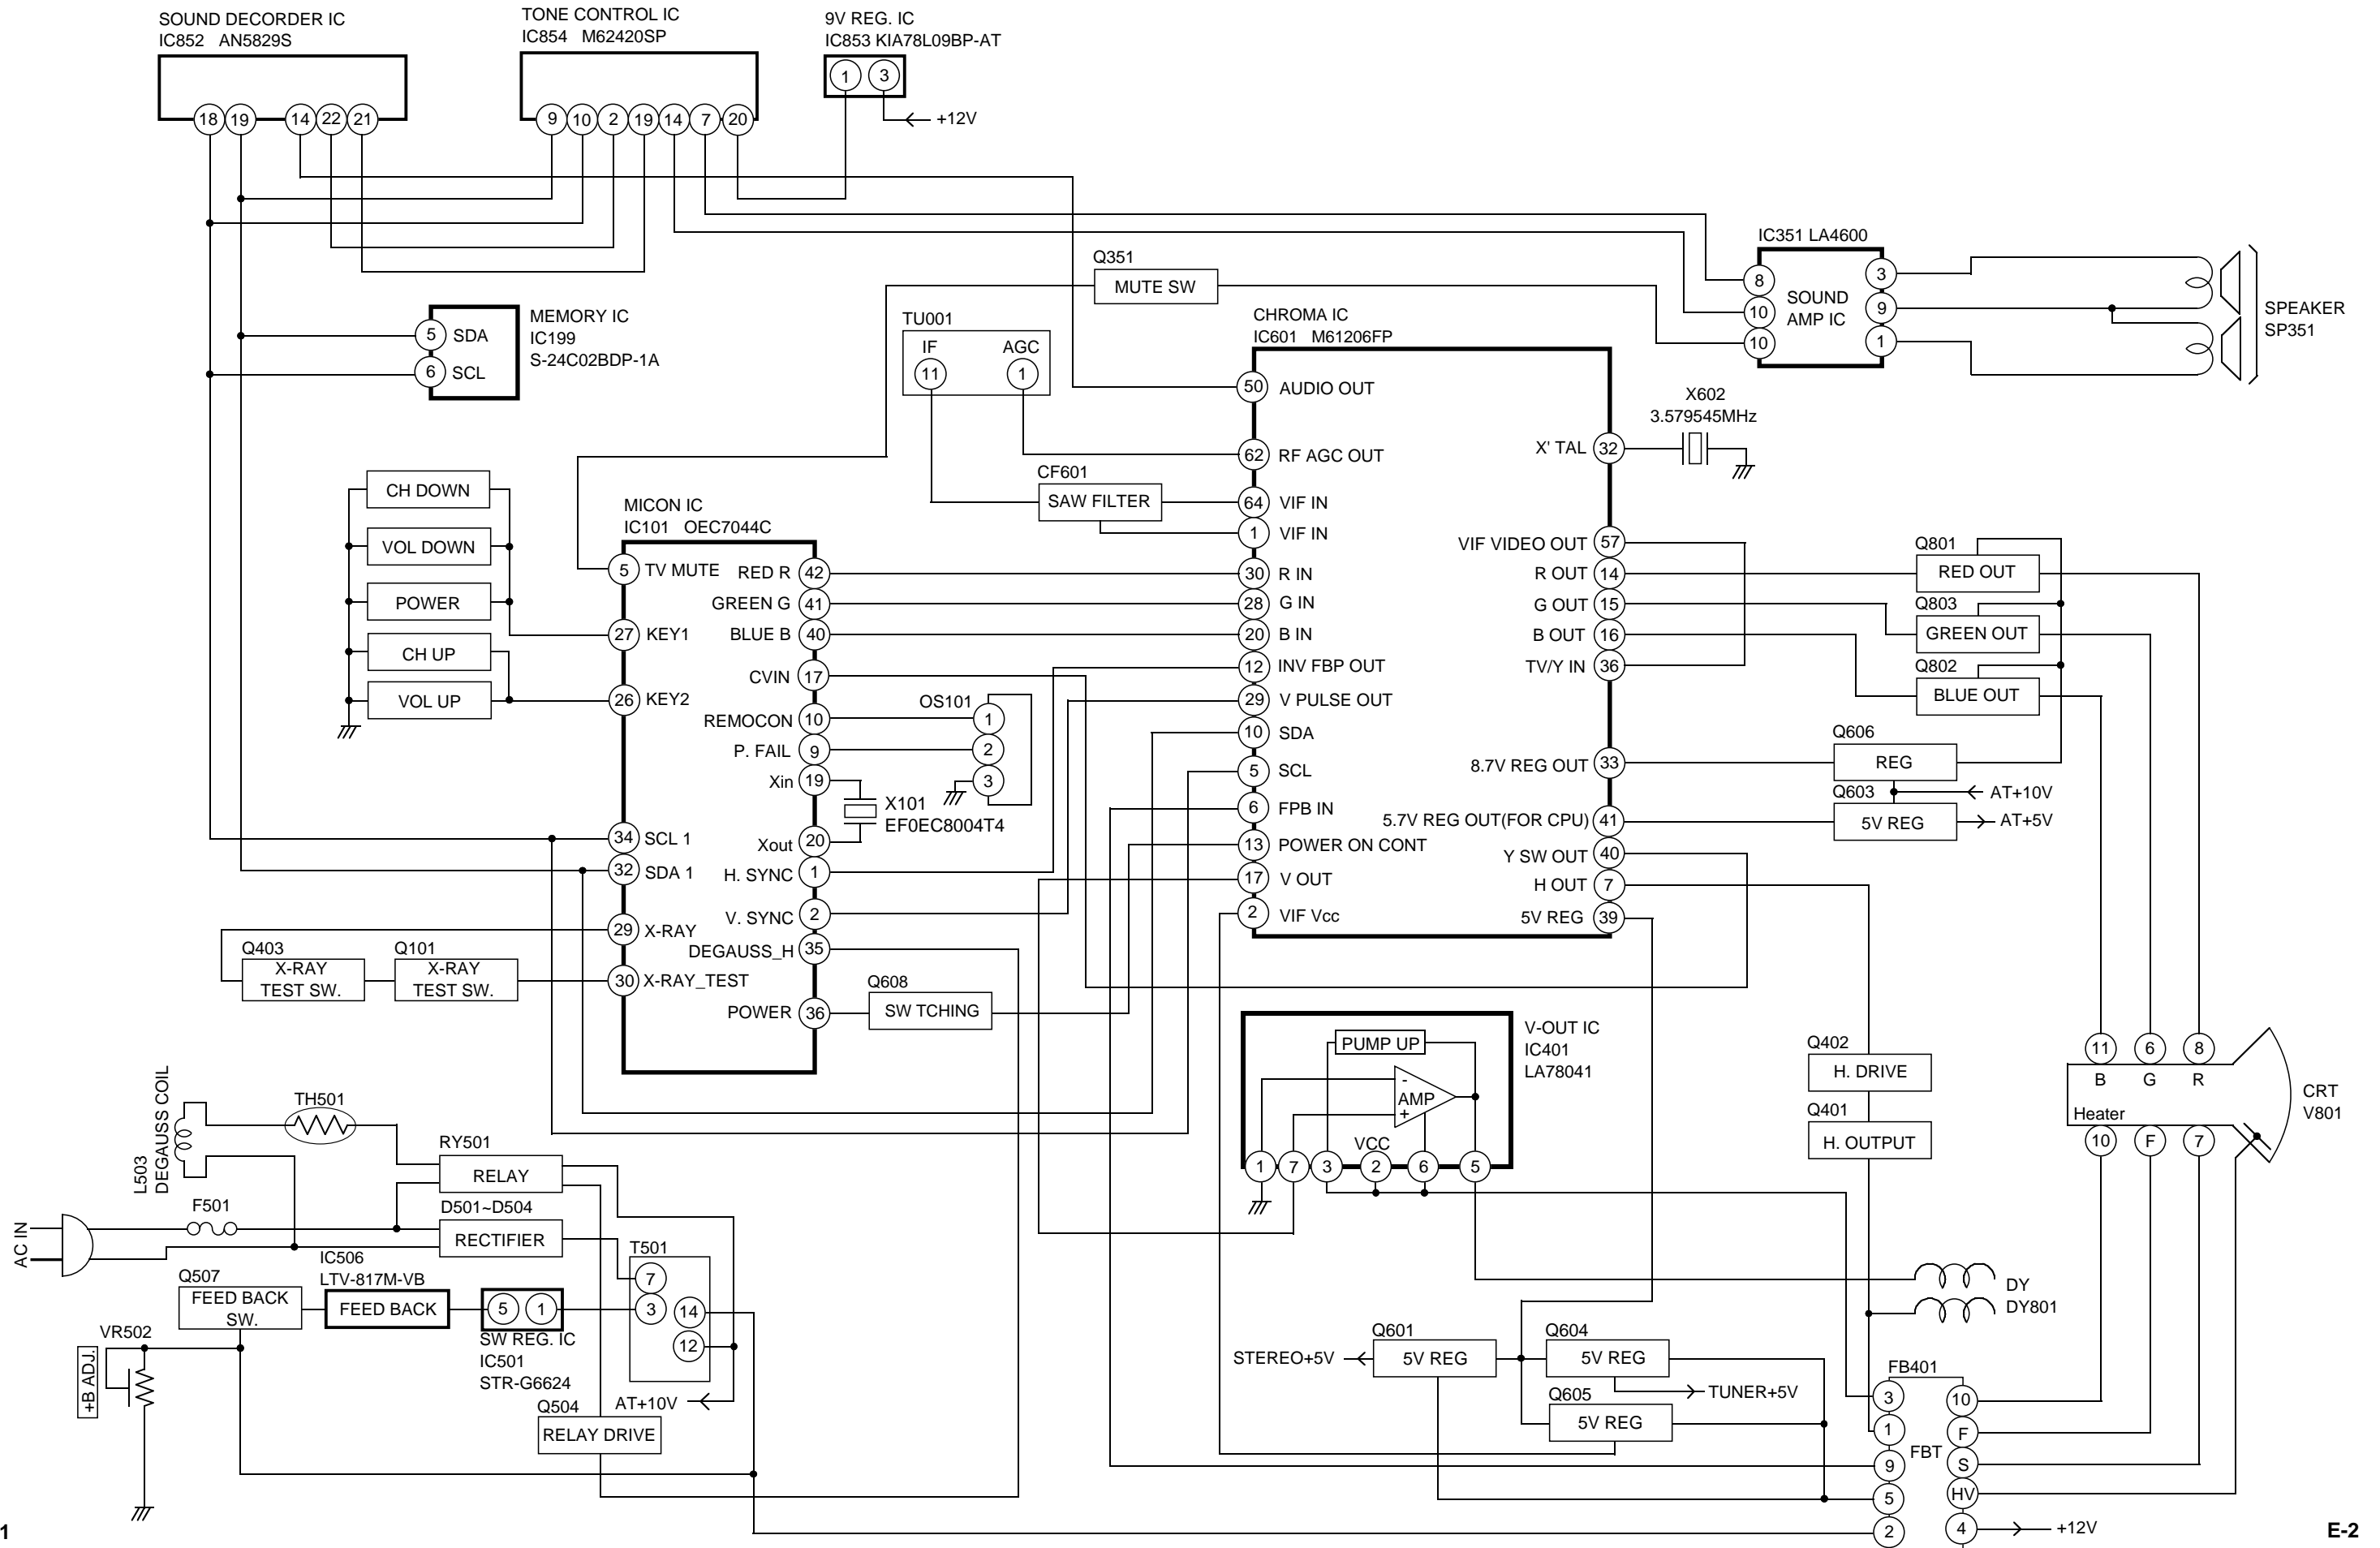 SOUND DECORDER IC
IC852 AN5829S
18 19 14 22 21
TONE CONTROL IC
IC854 M62420SP
9 10 2 19 14 7 20
9V REG. IC
IC853 KIA78L09BP-AT
1 3
+12V
MEMORY IC
IC199
S-24C02BDP-1A
5 SDA
6 SCL
Q351
MUTE SW
TU001
IF AGC
11 1
CF601
SAW FILTER
IC351 LA4600
SOUND
AMP IC
8
10
10
3
9
1
SPEAKER
SP351
CH DOWN
VOL DOWN
POWER
CH UP
VOL UP
MICON IC
IC101 OEC7044C
5 TV MUTE
27 KEY1
26 KEY2
34 SCL 1
32 SDA 1
29 X-RAY
30 X-RAY_TEST
RED R 42
GREEN G 41
BLUE B 40
CVIN 17
REMOCON 10
P. FAIL 9
Xin 19
Xout 20
H. SYNC 1
V. SYNC 2
DEGAUSS_H 35
POWER 36
OS101
1
2
3
X101
EF0EC8004T4
Q403
X-RAY
TEST SW.
Q101
X-RAY
TEST SW.
Q608
SW TCHING
CHROMA IC
IC601 M61206FP
50 AUDIO OUT
62 RF AGC OUT
64 VIF IN
1 VIF IN
30 R IN
28 G IN
20 B IN
12 INV FBP OUT
29 V PULSE OUT
10 SDA
5 SCL
6 FPB IN
13 POWER ON CONT
17 V OUT
2 VIF Vcc
X' TAL 32
VIF VIDEO OUT 57
R OUT 14
G OUT 15
B OUT 16
TV/Y IN 36
8.7V REG OUT 33
5.7V REG OUT(FOR CPU) 41
Y SW OUT 40
H OUT 7
5V REG 39
X602
3.579545MHz
Q801
RED OUT
Q803
GREEN OUT
Q802
BLUE OUT
Q606
REG
AT+10V
Q603
5V REG
AT+5V
V-OUT IC
IC401
LA78041
PUMP UP
-
AMP
+
VCC
1 7 3 2 6 5
Q402
H. DRIVE
Q401
H. OUTPUT
11 6 8
B G R
Heater
10 F 7
CRT
V801
L503
DEGAUSS COIL
TH501
RY501
RELAY
F501
AC IN
D501~D504
RECTIFIER
T501
7
3
14
12
IC506
LTV-817M-VB
FEED BACK
Q507
FEED BACK
SW.
5 1
SW REG. IC
IC501
STR-G6624
VR502
+B ADJ.
AT+10V
Q504
RELAY DRIVE
DY
DY801
Q601
5V REG
STEREO+5V
Q604
5V REG
TUNER+5V
Q605
5V REG
FB401
FBT
3
1
9
5
2
10
F
S
HV
4
+12V
1
E-2